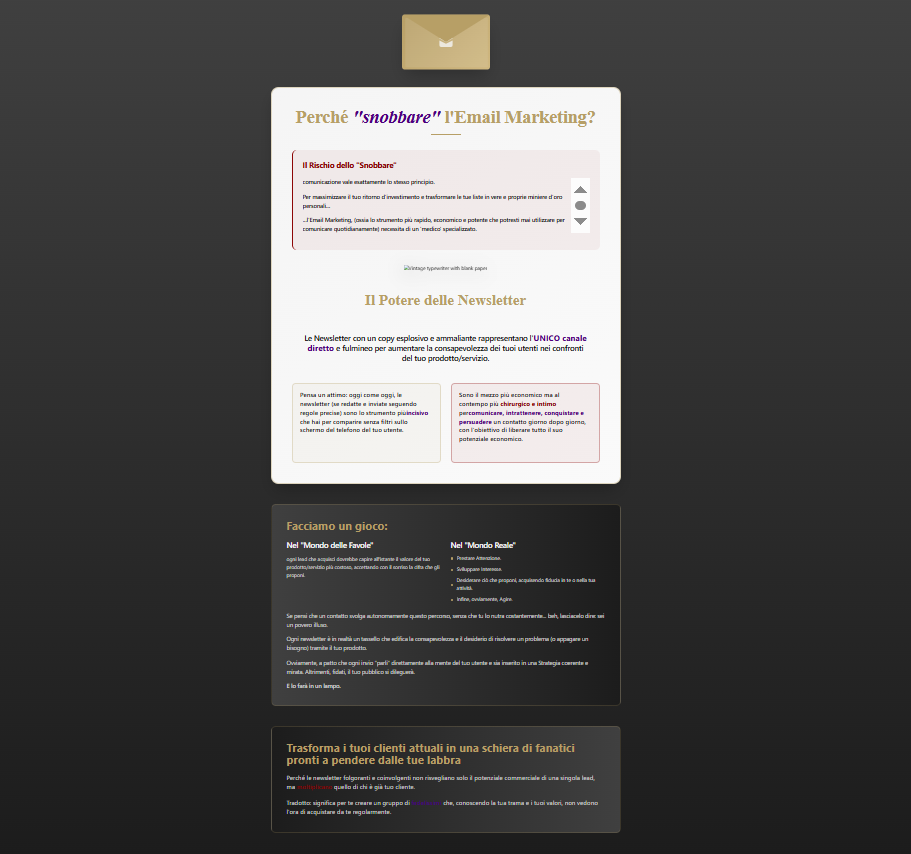 Perché "snobbare" l'Email Marketing?
Il Rischio dello "Snobbare"
comunicazione vale esattamente lo stesso principio.
Per massimizzare il tuo ritorno d'investimento e trasformare le tue liste in vere e proprie miniere d'oro
personali...
...l'Email Marketing, (ossia lo strumento più rapido, economico e potente che potresti mai utilizzare per
comunicare quotidianamente) necessita di un 'medico' specializzato.
vintage typewriter with blank paper
Il Potere delle Newsletter
Le Newsletter con un copy esplosivo e ammaliante rappresentano l'UNICO canale
diretto e fulmineo per aumentare la consapevolezza dei tuoi utenti nei confronti
del tuo prodotto/servizio.
Pensa un attimo: oggi come oggi, le
newsletter (se redatte e inviate seguendo
regole precise) sono lo strumento piùincisivo
che hai per comparire senza filtri sullo
schermo del telefono del tuo utente.
Sono il mezzo più economico ma al
contempo più chirurgico e intimo
percomunicare, intrattenere, conquistare e
persuadere un contatto giorno dopo giorno,
con l'obiettivo di liberare tutto il suo
potenziale economico.
Facciamo un gioco:
Nel "Mondo delle Favole"
ogni lead che acquisci dovrebbe capire all'istante il valore del tuo
prodotto/servizio più costoso, accettando con il sorriso la cifra che gli
proponi.
Nel "Mondo Reale"
Prestare Attenzione.
Sviluppare Interesse.
Desiderare ciò che proponi, acquisendo fiducia in te o nella tua
attività.
Infine, ovviamente, Agire.
Se pensi che un contatto svolga autonomamente questo percorso, senza che tu lo nutra costantemente... beh, lasciacelo dire: sei
un povero illuso.
Ogni newsletter è in realtà un tassello che edifica la consapevolezza e il desiderio di risolvere un problema (o appagare un
bisogno) tramite il tuo prodotto.
Ovviamente, a patto che ogni invio "parli" direttamente alla mente del tuo utente e sia inserito in una Strategia coerente e
mirata. Altrimenti, fidati, il tuo pubblico si dileguerà.
E lo farà in un lampo.
Trasforma i tuoi clienti attuali in una schiera di fanatici
pronti a pendere dalle tue labbra
Perché le newsletter folgoranti e coinvolgenti non risvegliano solo il potenziale commerciale di una singola lead,
ma quello di chi è già tuo cliente.
Tradotto: significa per te creare un gruppo di che, conoscendo la tua trama e i tuoi valori, non vedono
l'ora di acquistare da te regolarmente.